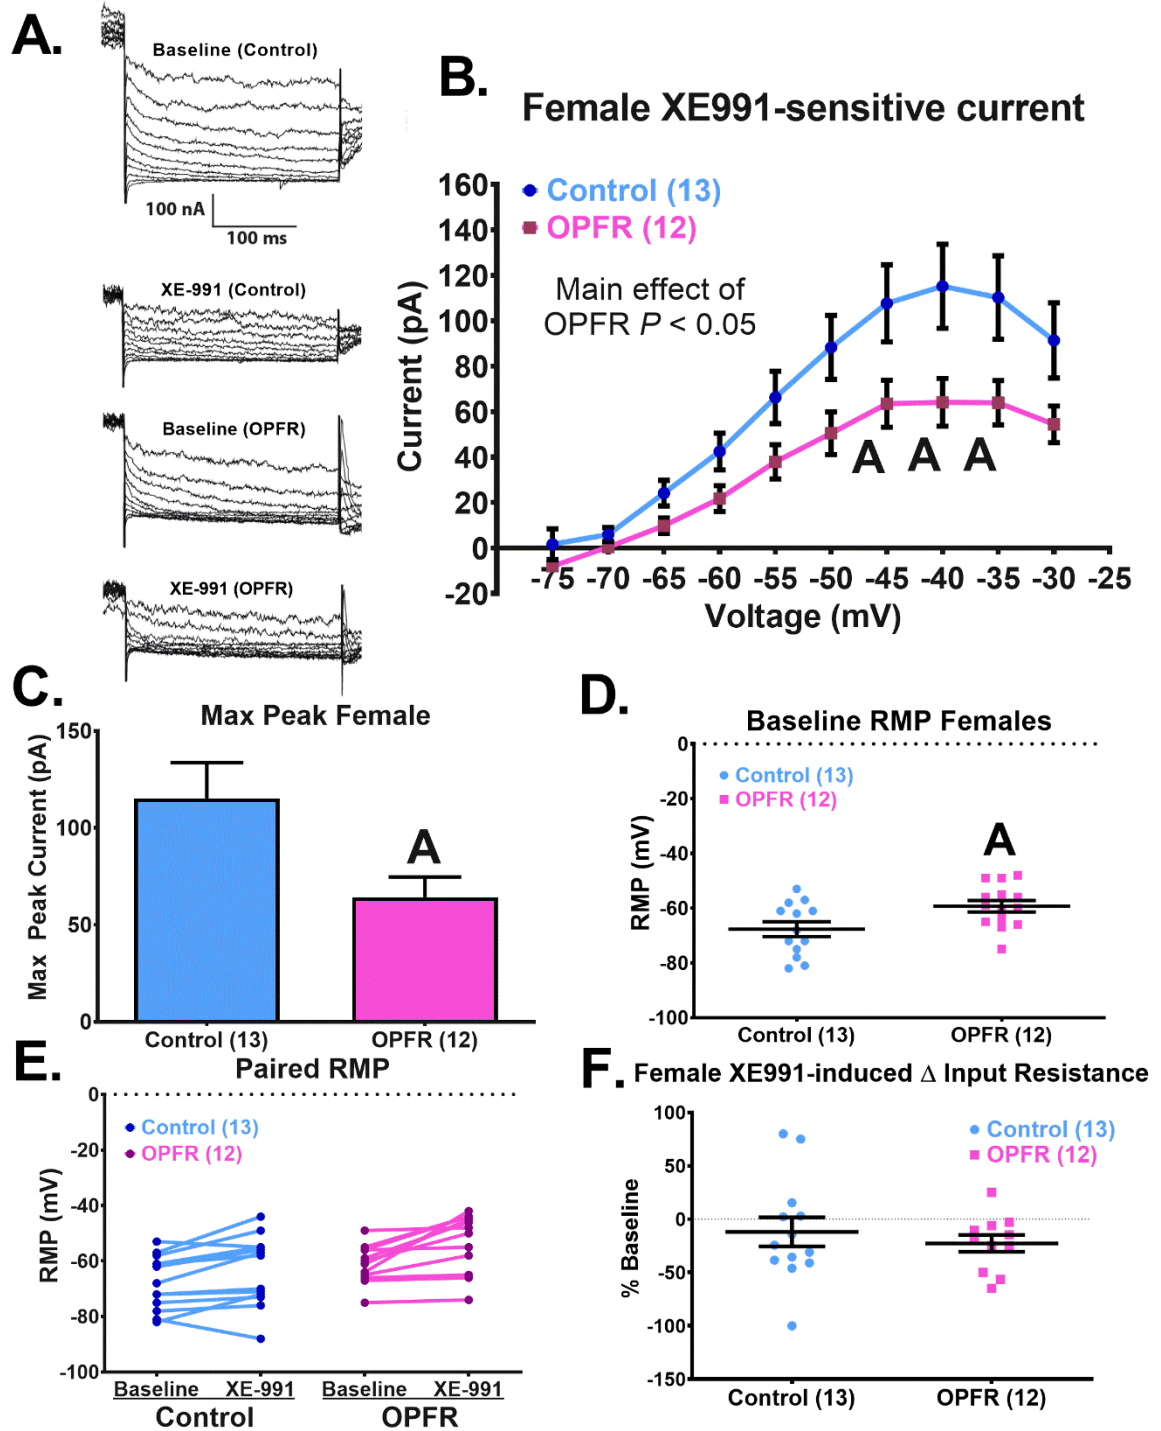 A.
Baseline (Control)
100 nA
100 ms
XE-991 (Control)
Baseline (OPFR)
XE-991 (OPFR)
B.
Female XE991-sensitive current
Control (13)
OPFR (12)
Main effect of
OPFR P < 0.05
Current (pA)
160
140
120
100
80
60
40
20
0
-20
A A A
-75 -70 -65 -60 -55 -50 -45 -40 -35 -30 -25
Voltage (mV)
C.
Max Peak Female
Max Peak Current (pA)
150
100
50
0
A
Control (13) OPFR (12)
D.
Baseline RMP Females
Control (13)
OPFR (12)
RMP (mV)
0
-20
-40
-60
-80
-100
A
Control (13) OPFR (12)
E.
Paired RMP
Control (13)
OPFR (12)
RMP (mV)
0
-20
-40
-60
-80
-100
Baseline XE-991 Baseline XE-991
Control OPFR
F.
Female XE991-induced Δ Input Resistance
Control (13)
OPFR (12)
% Baseline
100
50
0
-50
-100
-150
Control (13) OPFR (12)